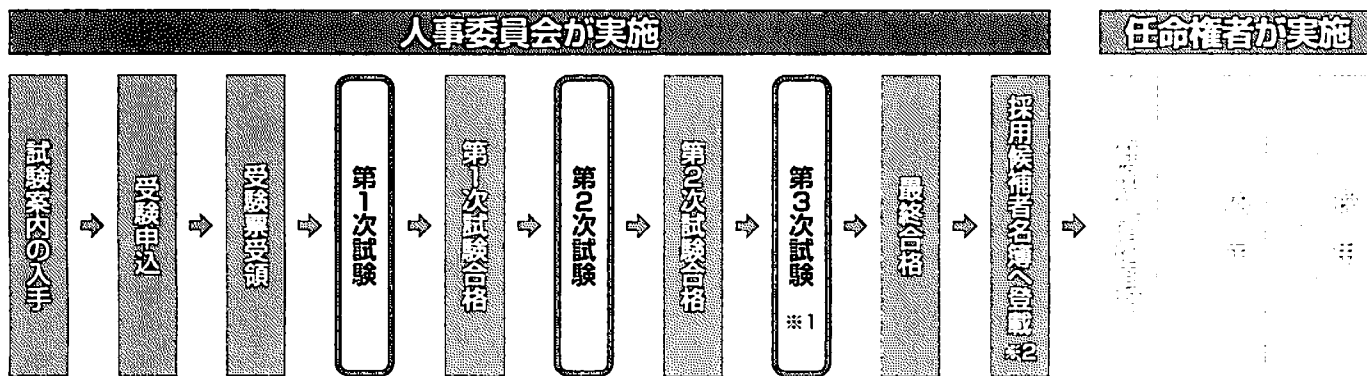 人事委員会が実施
任命権者が実施
試験案内の入手
受験申込
受験票受領
第1次試験
第1次試験合格
第2次試験
第2次試験合格
第3次試験 ※1
最終合格
採用候補者名簿へ登載 ※2